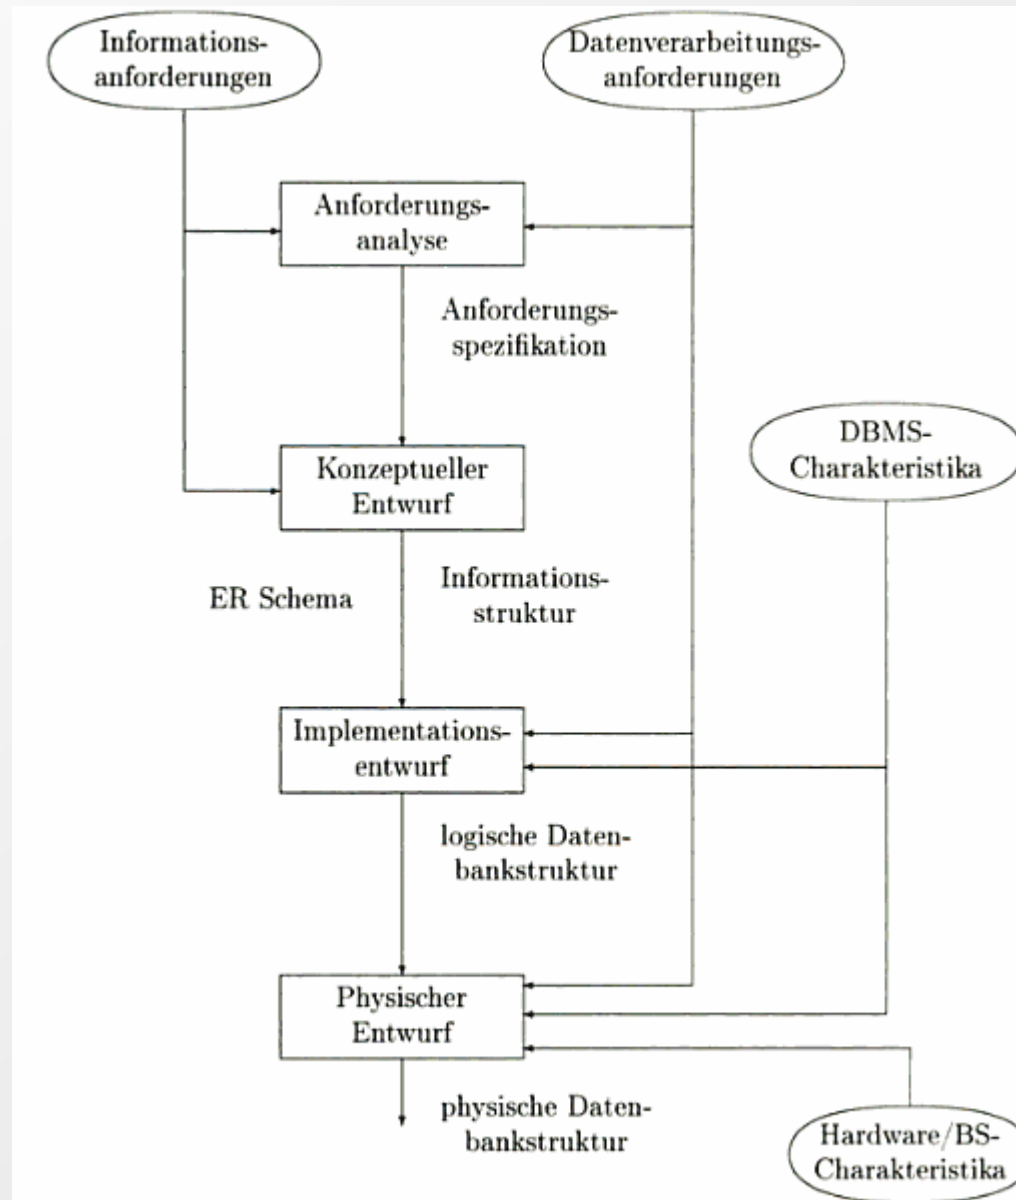 Informations-
anforderungen
Datenverarbeitungs-
anforderungen
Anforderungs-
analyse
Anforderungs-
spezifikation
DBMS-
Charakteristika
Konzeptueller
Entwurf
ER Schema
Informations-
struktur
Implementations-
entwurf
logische Daten-
bankstruktur
Physischer
Entwurf
physische Daten-
bankstruktur
Hardware/BS-
Charakteristika